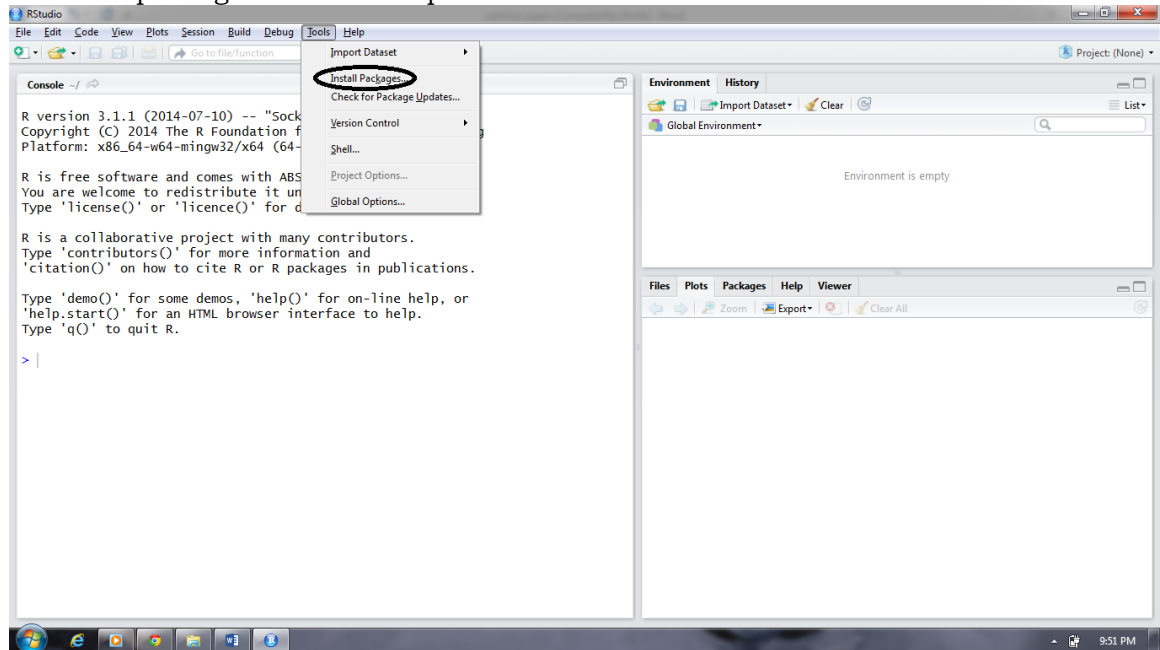 RStudio
File Edit Code View Plots Session Build Debug Tools Help
Go to file/function
Project: (None)
Import Dataset
Install Packages...
Check for Package Updates...
Version Control
Shell...
Project Options...
Global Options...
Console ~/
R version 3.1.1 (2014-07-10) -- "Sock
Copyright (C) 2014 The R Foundation f
Platform: x86_64-w64-mingw32/x64 (64-
R is free software and comes with ABS
You are welcome to redistribute it un
Type 'license()' or 'licence()' for d
R is a collaborative project with many contributors.
Type 'contributors()' for more information and
'citation()' on how to cite R or R packages in publications.
Type 'demo()' for some demos, 'help()' for on-line help, or
'help.start()' for an HTML browser interface to help.
Type 'q()' to quit R.
>
Environment History
Import Dataset Clear List
Global Environment
Environment is empty
Files Plots Packages Help Viewer
Zoom Export Clear All
9:51 PM